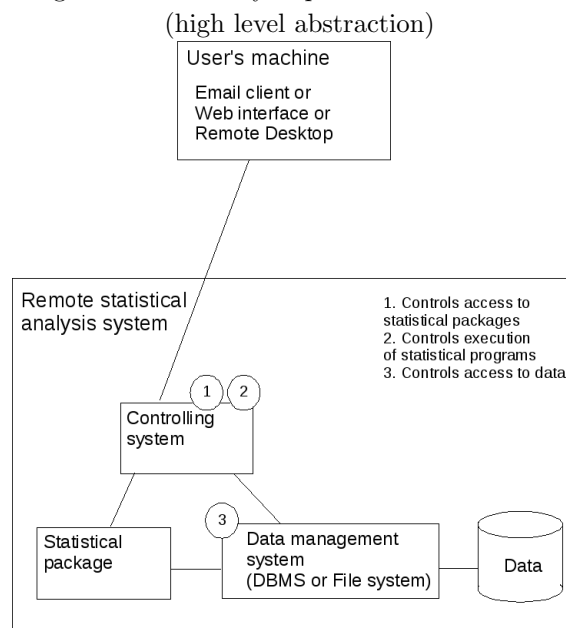 (high level abstraction)
User's machine
Email client or
Web interface or
Remote Desktop
Remote statistical
analysis system
1. Controls access to
statistical packages
2. Controls execution
of statistical programs
3. Controls access to data
1
2
Controlling
system
3
Statistical
package
Data management
system
(DBMS or File system)
Data